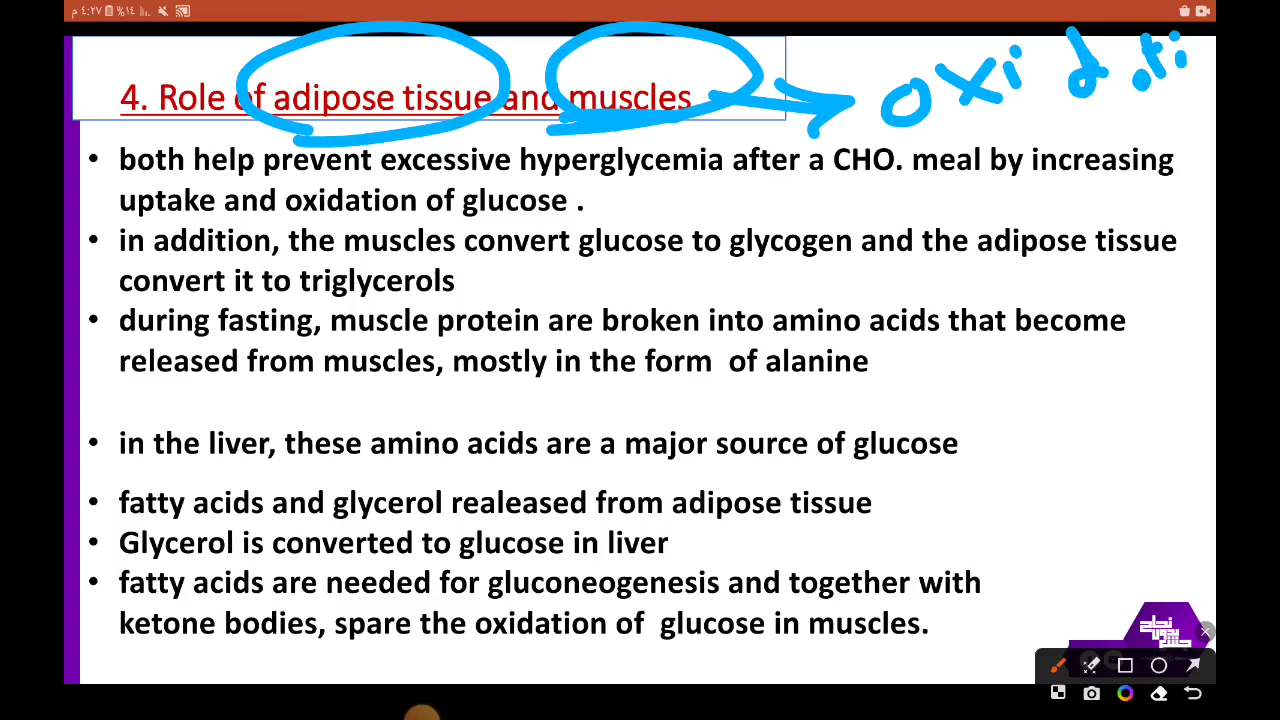 ٤:٢٧ م %١٤
4. Role of adipose tissue and muscles
oxidati
• both help prevent excessive hyperglycemia after a CHO. meal by increasing
uptake and oxidation of glucose .
• in addition, the muscles convert glucose to glycogen and the adipose tissue
convert it to triglycerols
• during fasting, muscle protein are broken into amino acids that become
released from muscles, mostly in the form of alanine
• in the liver, these amino acids are a major source of glucose
• fatty acids and glycerol realeased from adipose tissue
• Glycerol is converted to glucose in liver
• fatty acids are needed for gluconeogenesis and together with
ketone bodies, spare the oxidation of glucose in muscles.
نجاح
بدون